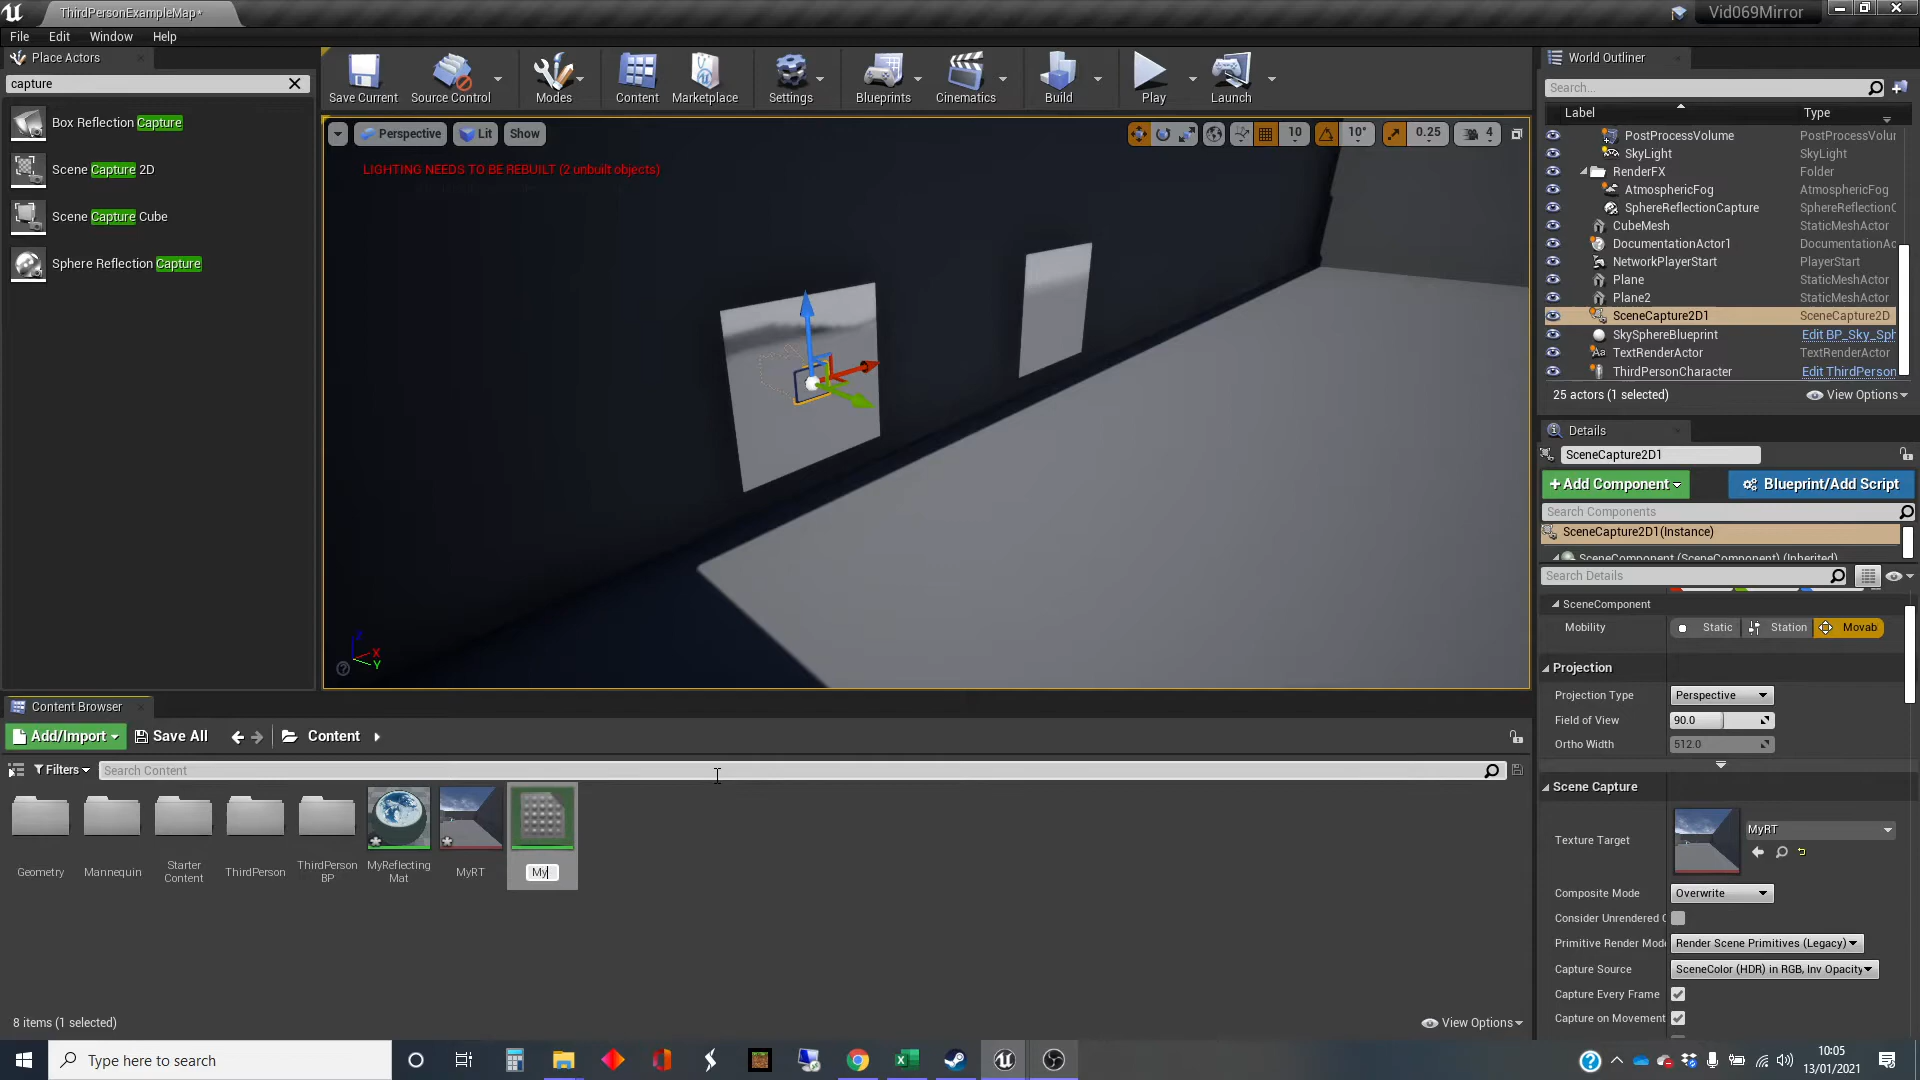 ThirdPersonExampleMap*
Vid069Mirror
File Edit Window Help
Place Actors
capture
Box Reflection Capture
Scene Capture 2D
Scene Capture Cube
Sphere Reflection Capture
Save Current Source Control Modes Content Marketplace Settings Blueprints Cinematics Build Play Launch
Perspective Lit Show
10 10° 0.25 4
LIGHTING NEEDS TO BE REBUILT (2 unbuilt objects)
Z X Y
World Outliner
Search...
Label Type
PostProcessVolume PostProcessVolur
SkyLight SkyLight
RenderFX Folder
AtmosphericFog AtmosphericFog
SphereReflectionCapture SphereReflectionC
CubeMesh StaticMeshActor
DocumentationActor1 DocumentationAc
NetworkPlayerStart PlayerStart
Plane StaticMeshActor
Plane2 StaticMeshActor
SceneCapture2D1 SceneCapture2D
SkySphereBlueprint Edit BP_Sky_Sph
TextRenderActor TextRenderActor
ThirdPersonCharacter Edit ThirdPerson
25 actors (1 selected) View Options
Details
SceneCapture2D1
+Add Component Blueprint/Add Script
Search Components
SceneCapture2D1(Instance)
SceneComponent (SceneComponent) (Inherited)
Search Details
SceneComponent
Mobility Static Station Movab
Projection
Projection Type Perspective
Field of View 90.0
Ortho Width 512.0
Scene Capture
Texture Target MyRT
Composite Mode Overwrite
Consider Unrendered O
Primitive Render Mode Render Scene Primitives (Legacy)
Capture Source SceneColor (HDR) in RGB, Inv Opacity
Capture Every Frame
Capture on Movement
Content Browser
Add/Import Save All Content
Filters Search Content
Geometry Mannequin Starter Content ThirdPerson ThirdPerson BP MyReflecting Mat MyRT My
8 items (1 selected) View Options
Type here to search
10:05
13/01/2021